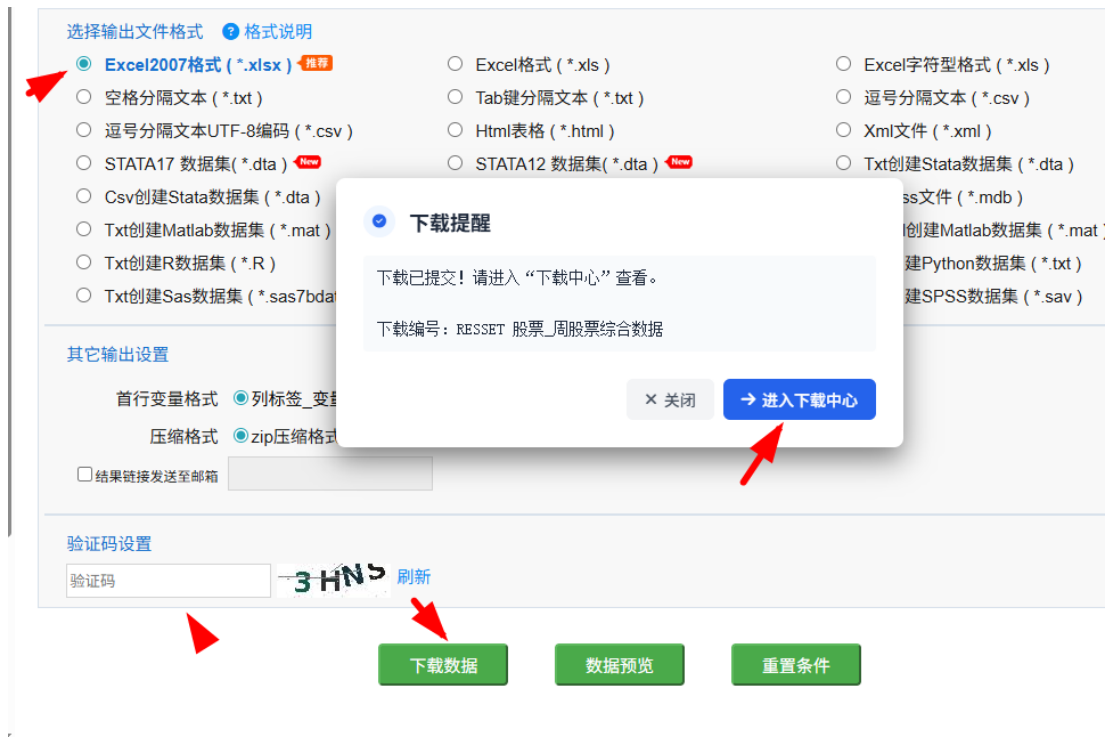 选择输出文件格式 ? 格式说明
Excel2007格式 ( *.xlsx ) 推荐 Excel格式 ( *.xls ) Excel字符型格式 ( *.xls )
空格分隔文本 ( *.txt ) Tab键分隔文本 ( *.txt ) 逗号分隔文本 ( *.csv )
逗号分隔文本UTF-8编码 ( *.csv ) Html表格 ( *.html ) Xml文件 ( *.xml )
STATA17 数据集( *.dta ) New STATA12 数据集( *.dta ) New Txt创建Stata数据集 ( *.dta )
Csv创建Stata数据集 ( *.dta ) ss文件 ( *.mdb )
Txt创建Matlab数据集 ( *.mat ) 创建Matlab数据集 ( *.mat )
Txt创建R数据集 ( *.R ) 建Python数据集 ( *.txt )
Txt创建Sas数据集 ( *.sas7bdat 建SPSS数据集 ( *.sav )
下载提醒
下载已提交! 请进入“下载中心”查看。
下载编号: RESSET 股票_周股票综合数据
× 关闭 → 进入下载中心
其它输出设置
首行变量格式 列标签_变量
压缩格式 zip压缩格式
结果链接发送至邮箱
验证码设置
验证码 3HNS 刷新
下载数据 数据预览 重置条件